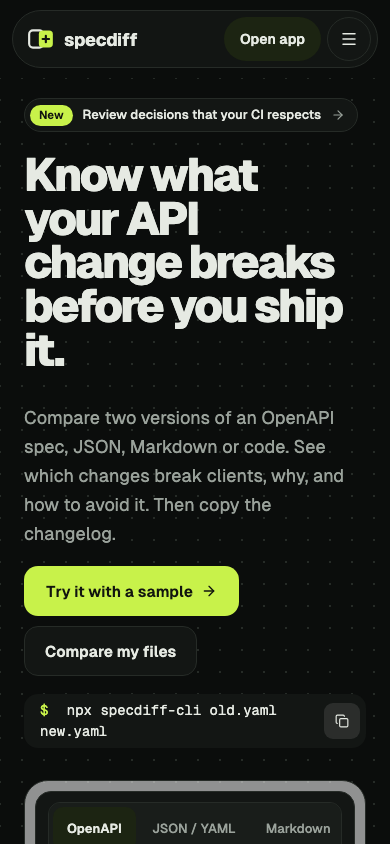 specdiff
Open app
New
Review decisions that your CI respects →
Know what
your API
change breaks
before you ship
it.
Compare two versions of an OpenAPI
spec, JSON, Markdown or code. See
which changes break clients, why, and
how to avoid it. Then copy the
changelog.
Try it with a sample →
Compare my files
$ npx specdiff-cli old.yaml
new.yaml
OpenAPI
JSON / YAML
Markdown